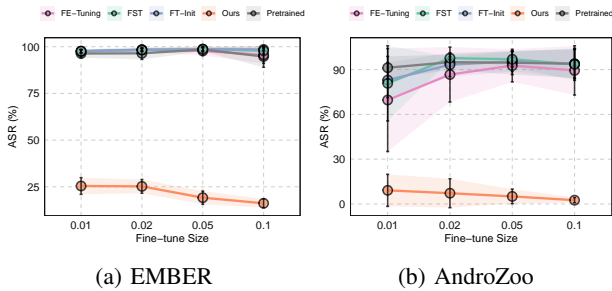 FE-Tuning FST FT-Init Ours Pretrained
100
75
50
25
ASR (%)
0.01 0.02 0.05 0.1
Fine-tune Size
(a) EMBER
FE-Tuning FST FT-Init Ours Pretrained
90
60
30
0
ASR (%)
0.01 0.02 0.05 0.1
Fine-tune Size
(b) AndroZoo